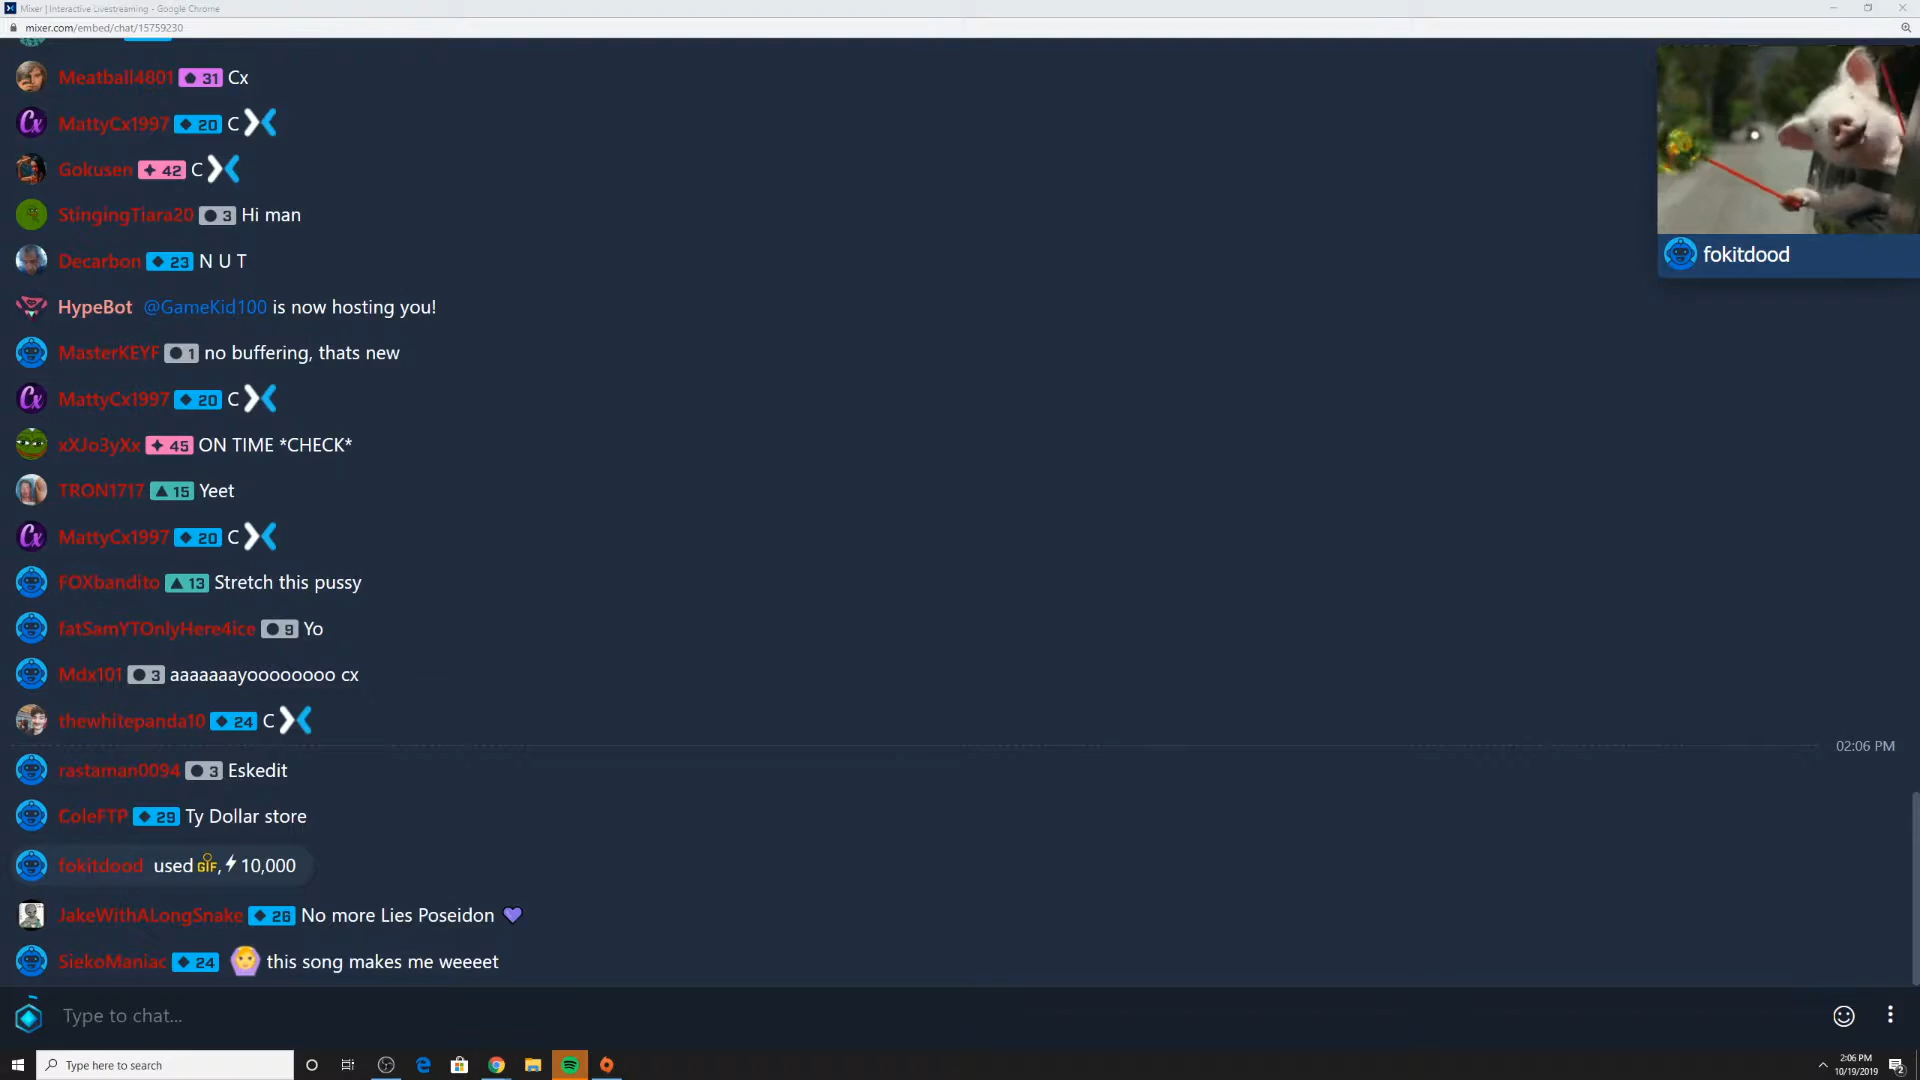 Mixer | Interactive Livestreaming - Google Chrome
mixer.com/embed/chat/15759230
Meatball4801 31 Cx
MattyCx1997 20 C
Gokusen 42 C
StingingTiara20 3 Hi man
Decarbon 23 N U T
HypeBot @GameKid100 is now hosting you!
MasterKEYF 1 no buffering, thats new
MattyCx1997 20 C
xXJo3yXx 45 ON TIME *CHECK*
TRON1717 15 Yeet
MattyCx1997 20 C
FOXbandito 13 Stretch this pussy
fatSamYTOnlyHere4ice 9 Yo
Mdx101 3 aaaaaaayoooooooo cx
thewhitepanda10 24 C
02:06 PM
rastaman0094 3 Eskedit
ColeFTP 29 Ty Dollar store
fokitdood used GIF, 10,000
JakeWithALongSnake 26 No more Lies Poseidon 💜
SiekoManiac 24 this song makes me weeeet
fokitdood
Type to chat...
Type here to search
2:06 PM
10/19/2019
2